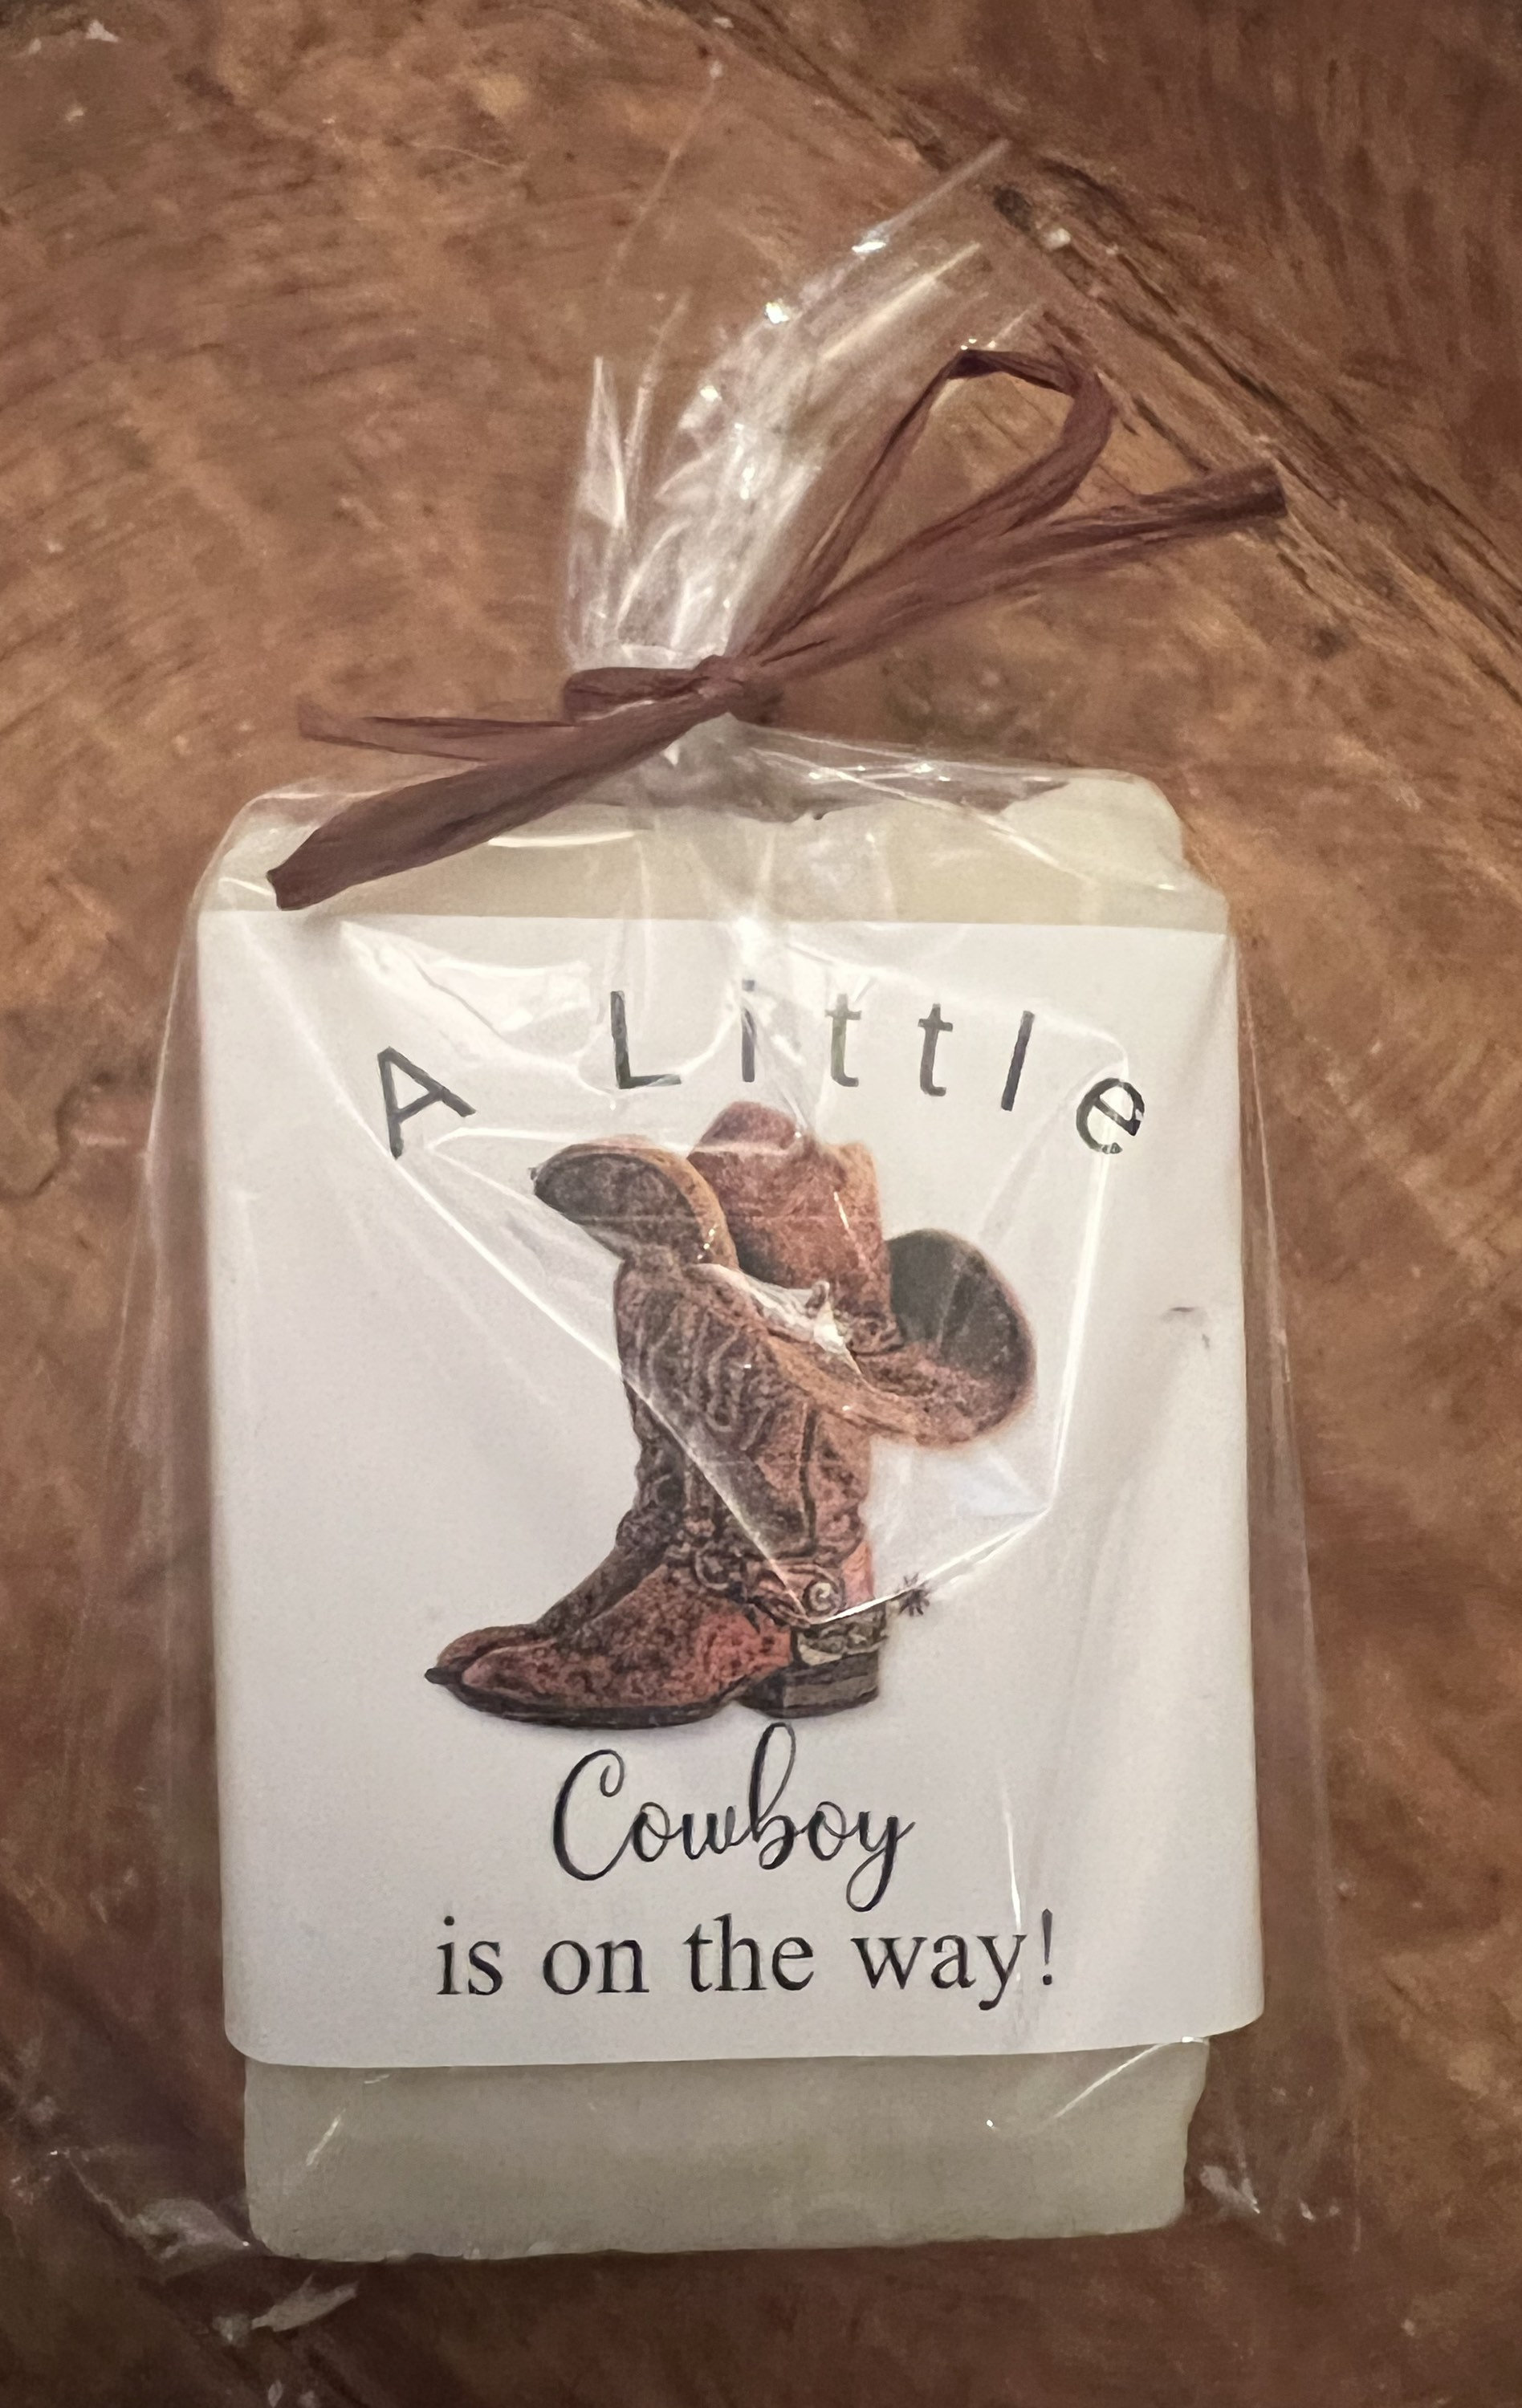 A Little
Cowboy
is on the way!